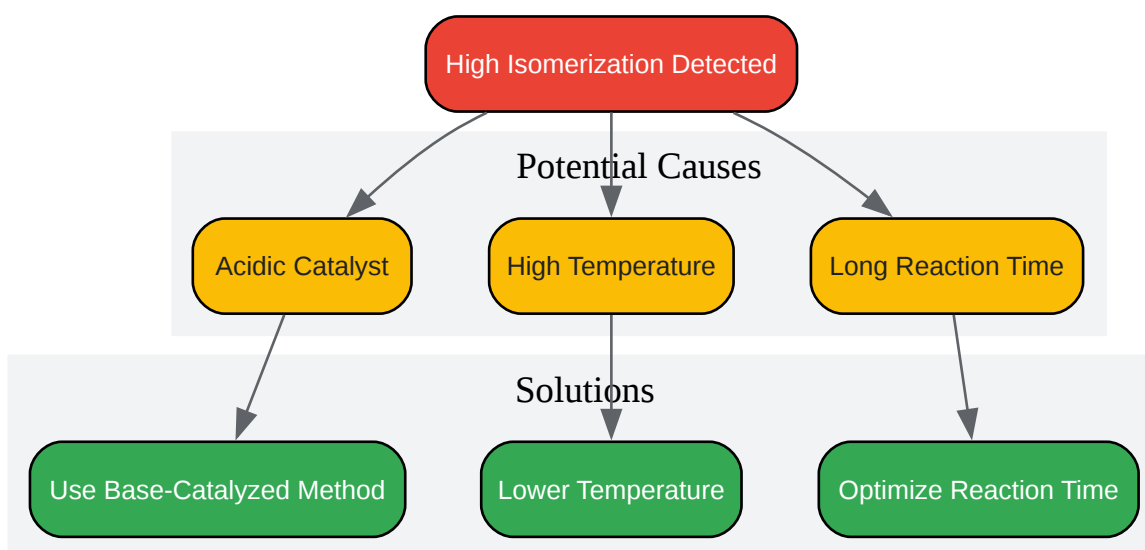 High Isomerization Detected
Potential Causes
Acidic Catalyst
High Temperature
Long Reaction Time
Solutions
Use Base-Catalyzed Method
Lower Temperature
Optimize Reaction Time